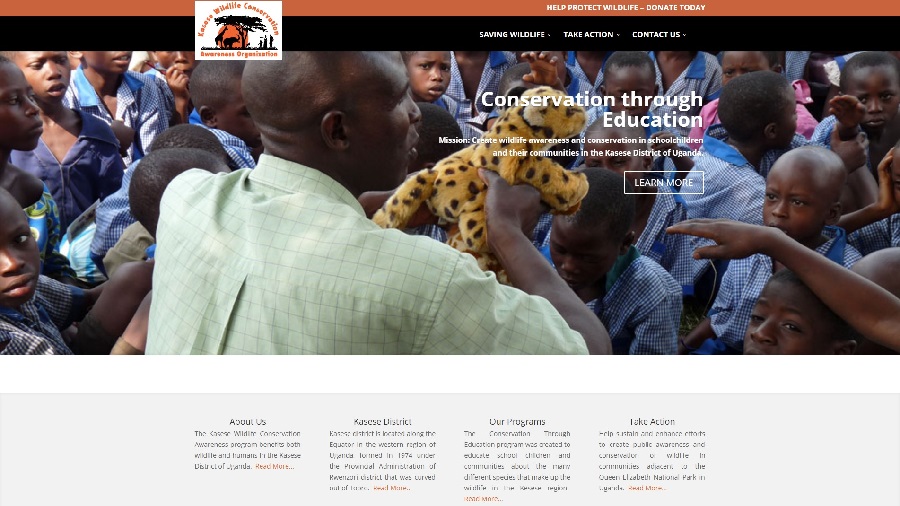 HELP PROTECT WILDLIFE – DONATE TODAY
Kasese Wildlife Conservation
Awareness Organisation
SAVING WILDLIFE
TAKE ACTION
CONTACT US
Conservation through
Education
Mission: Create wildlife awareness and conservation in schoolchildren
and their communities in the Kasese District of Uganda.
LEARN MORE
About Us
The Kasese Wildlife Conservation
Awareness program benefits both
wildlife and humans in the Kasese
District of Uganda. Read More...
Kasese District
Kasese district is located along the
Equator in the western region of
Uganda formed in 1974 under
the Provincial Administration of
Rwenzori district that was curved
out of Tooro. Read More...
Our Programs
The Conservation Through
Education program was created to
educate school children and
communities about the many
different species that make up the
wildlife in the Kasese region.
Read More...
Take Action
Help sustain and enhance efforts
to create public awareness and
conservation of wildlife in
communities adjacent to the
Queen Elizabeth National Park in
Uganda. Read More...